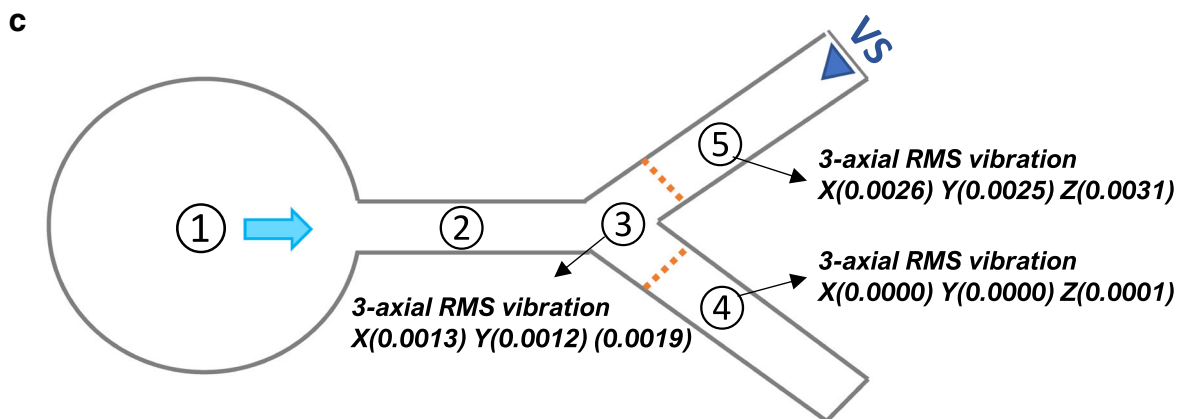 c
VS
①
②
③
④
⑤
3-axial RMS vibration
X(0.0026) Y(0.0025) Z(0.0031)
3-axial RMS vibration
X(0.0000) Y(0.0000) Z(0.0001)
3-axial RMS vibration
X(0.0013) Y(0.0012) (0.0019)